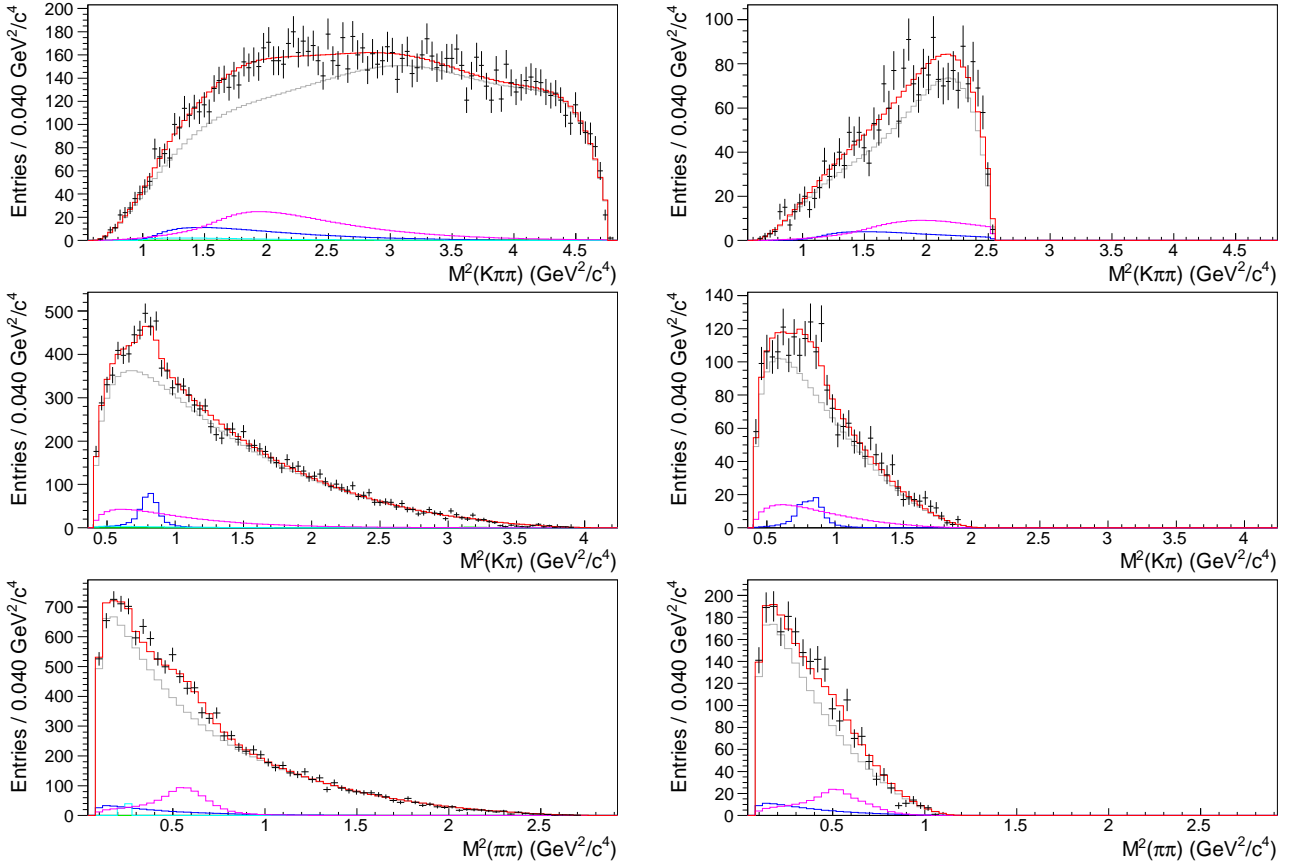 Entries / 0.040 GeV²/c⁴
200
180
160
140
120
100
80
60
40
20
0
1 1.5 2 2.5 3 3.5 4 4.5
M²(Kππ) (GeV²/c⁴)
Entries / 0.040 GeV²/c⁴
100
80
60
40
20
0
1 1.5 2 2.5 3 3.5 4 4.5
M²(Kππ) (GeV²/c⁴)
Entries / 0.040 GeV²/c⁴
500
400
300
200
100
0
0.5 1 1.5 2 2.5 3 3.5 4
M²(Kπ) (GeV²/c⁴)
Entries / 0.040 GeV²/c⁴
140
120
100
80
60
40
20
0
0.5 1 1.5 2 2.5 3 3.5 4
M²(Kπ) (GeV²/c⁴)
Entries / 0.040 GeV²/c⁴
700
600
500
400
300
200
100
0
0.5 1 1.5 2 2.5
M²(ππ) (GeV²/c⁴)
Entries / 0.040 GeV²/c⁴
200
180
160
140
120
100
80
60
40
20
0
0.5 1 1.5 2 2.5
M²(ππ) (GeV²/c⁴)